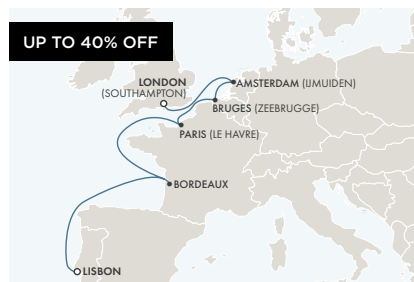 UP TO 40% OFF
LONDON
(SOUTHAMPTON)
AMSTERDAM (IJMUIDEN)
BRUGES (ZEEBRUGGE)
PARIS (LE HAVRE)
BORDEAUX
LISBON